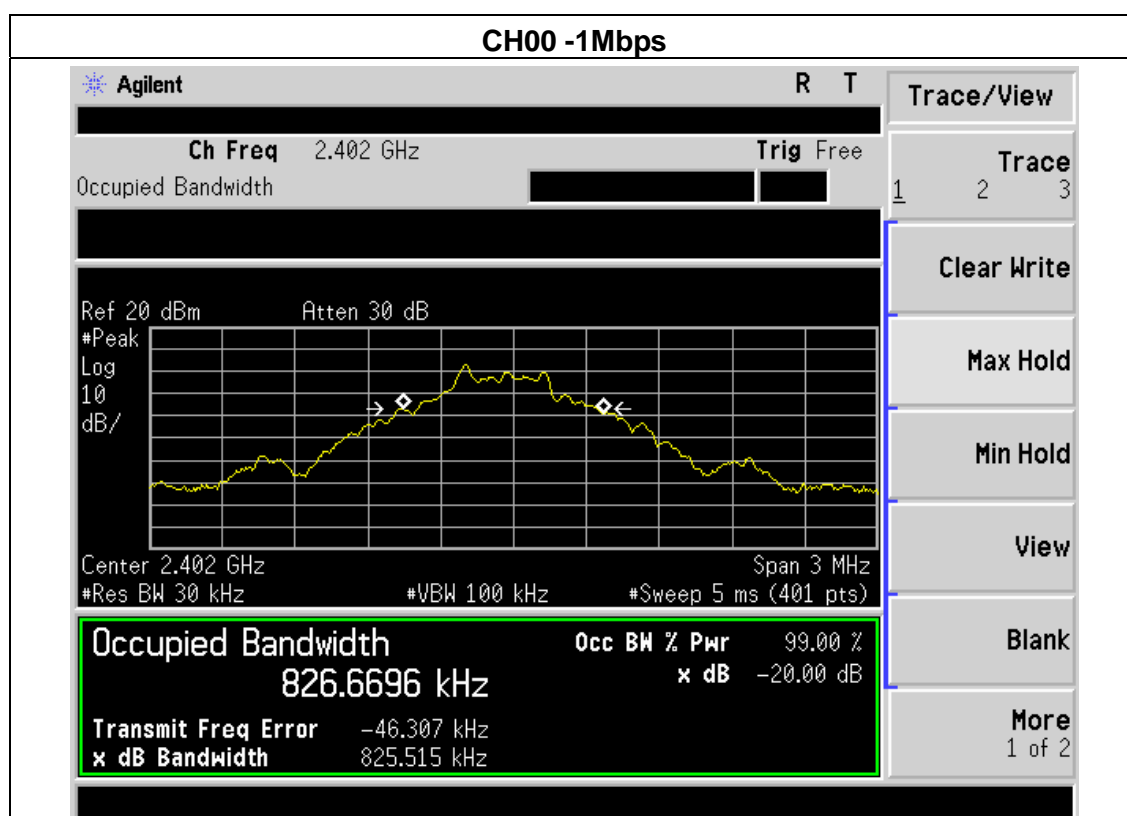 CH00 -1Mbps
Agilent R T
Ch Freq 2.402 GHz Trig Free
Occupied Bandwidth
Ref 20 dBm Atten 30 dB
#Peak
Log
10
dB/
Center 2.402 GHz Span 3 MHz
#Res BW 30 kHz #VBW 100 kHz #Sweep 5 ms (401 pts)
Occupied Bandwidth Occ BW % Pwr 99.00 %
826.6696 kHz x dB -20.00 dB
Transmit Freq Error -46.307 kHz
x dB Bandwidth 825.515 kHz
Trace/View
Trace
1 2 3
Clear Write
Max Hold
Min Hold
View
Blank
More
1 of 2